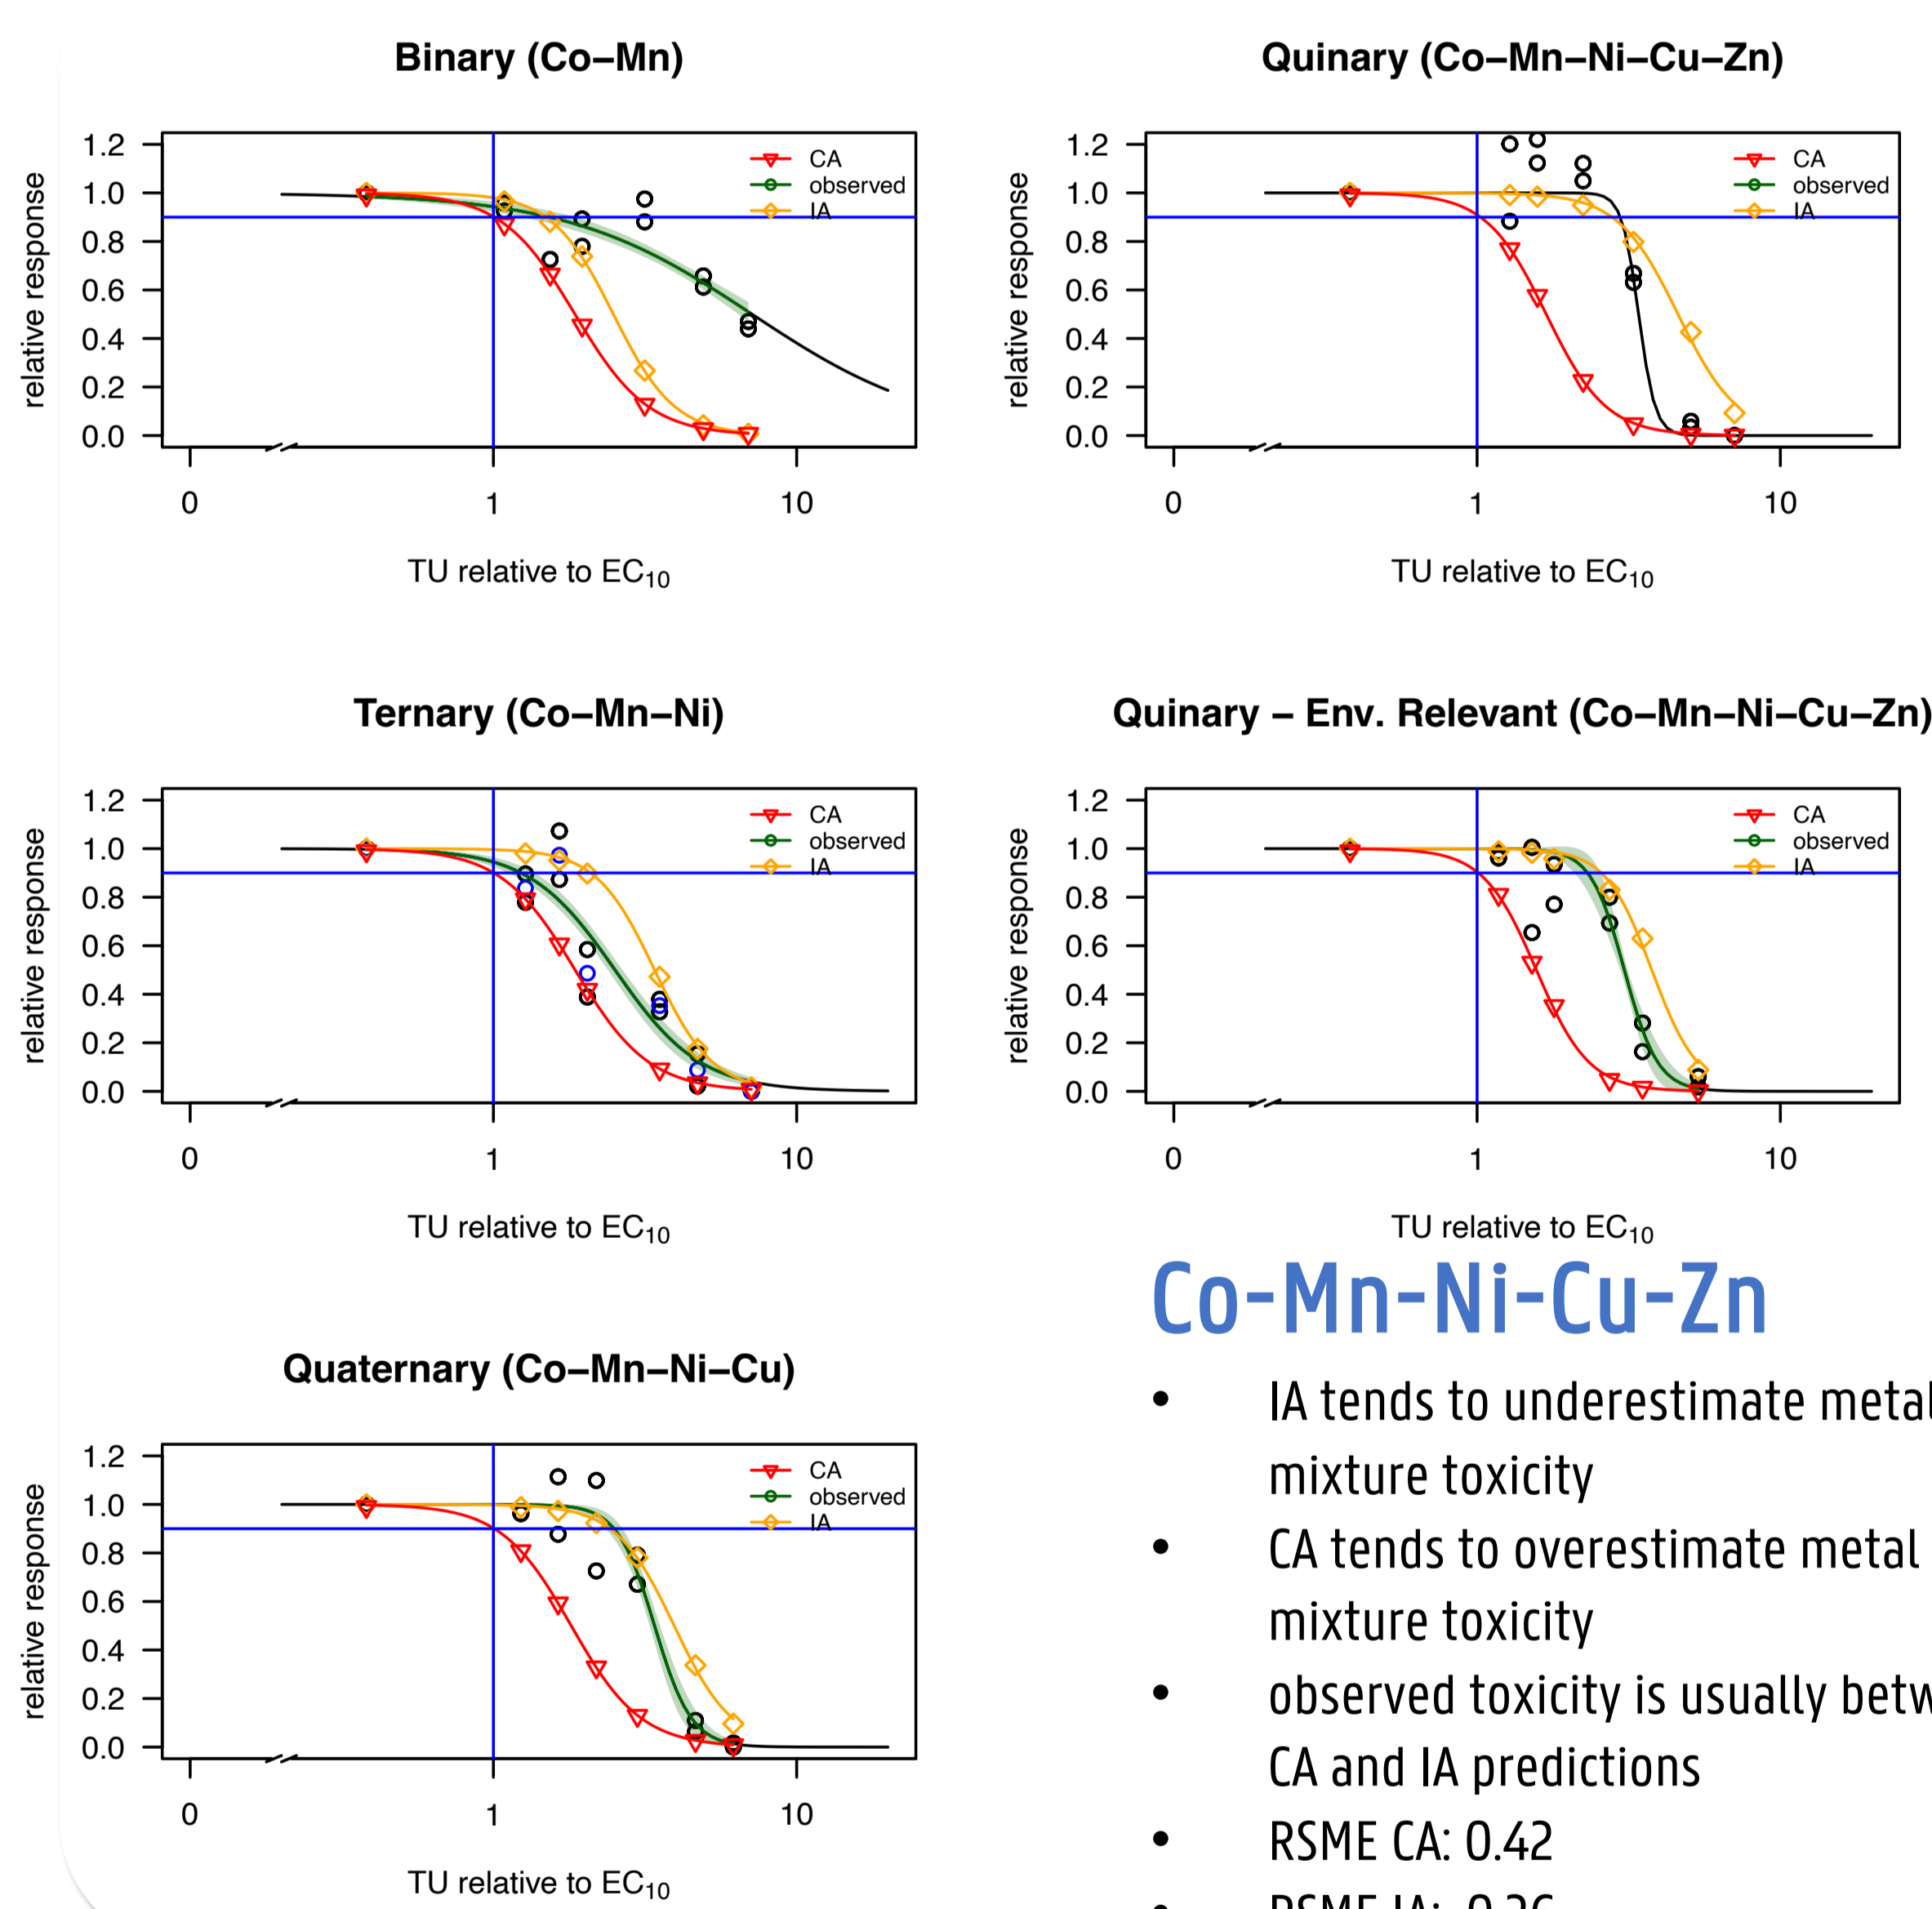 Binary (Co–Mn)
1.2
1.0
0.8
0.6
0.4
0.2
0.0
relative response
CA
observed
IA
0 1 10
TU relative to EC10
Quinary (Co–Mn–Ni–Cu–Zn)
1.2
1.0
0.8
0.6
0.4
0.2
0.0
relative response
CA
observed
IA
0 1 10
TU relative to EC10
Ternary (Co–Mn–Ni)
1.2
1.0
0.8
0.6
0.4
0.2
0.0
relative response
CA
observed
IA
0 1 10
TU relative to EC10
Quinary – Env. Relevant (Co–Mn–Ni–Cu–Zn)
1.2
1.0
0.8
0.6
0.4
0.2
0.0
relative response
CA
observed
IA
0 1 10
TU relative to EC10
Quaternary (Co–Mn–Ni–Cu)
1.2
1.0
0.8
0.6
0.4
0.2
0.0
relative response
CA
observed
IA
0 1 10
TU relative to EC10
Co-Mn-Ni-Cu-Zn
• IA tends to underestimate metal
mixture toxicity
• CA tends to overestimate metal
mixture toxicity
• observed toxicity is usually betw
CA and IA predictions
• RSME CA: 0.42